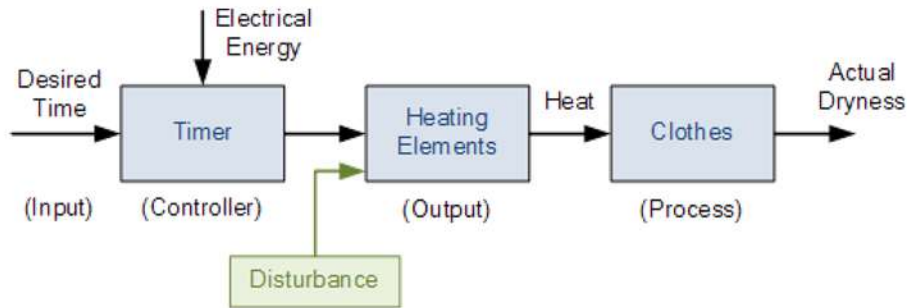 Electrical
Energy
Desired
Time
Timer
Heating
Elements
Heat
Clothes
Actual
Dryness
(Input)
(Controller)
(Output)
(Process)
Disturbance